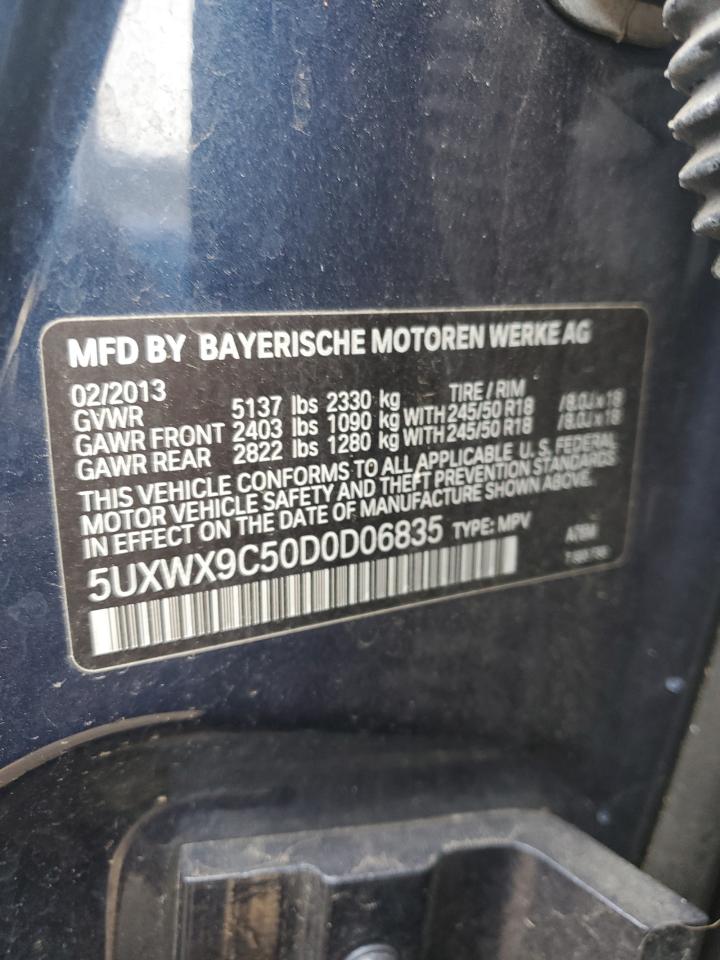 MFD BY BAYERISCHE MOTOREN WERKE AG
02/2013 TIRE / RIM
GVWR 5137 lbs 2330 kg
GAWR FRONT 2403 lbs 1090 kg WITH 245/50 R18 /8.0J x 18
GAWR REAR 2822 lbs 1280 kg WITH 245/50 R18 /8.0J x 18
THIS VEHICLE CONFORMS TO ALL APPLICABLE U. S. FEDERAL
MOTOR VEHICLE SAFETY AND THEFT PREVENTION STANDARDS
IN EFFECT ON THE DATE OF MANUFACTURE SHOWN ABOVE.
5UXWX9C50D0D06835 TYPE: MPV